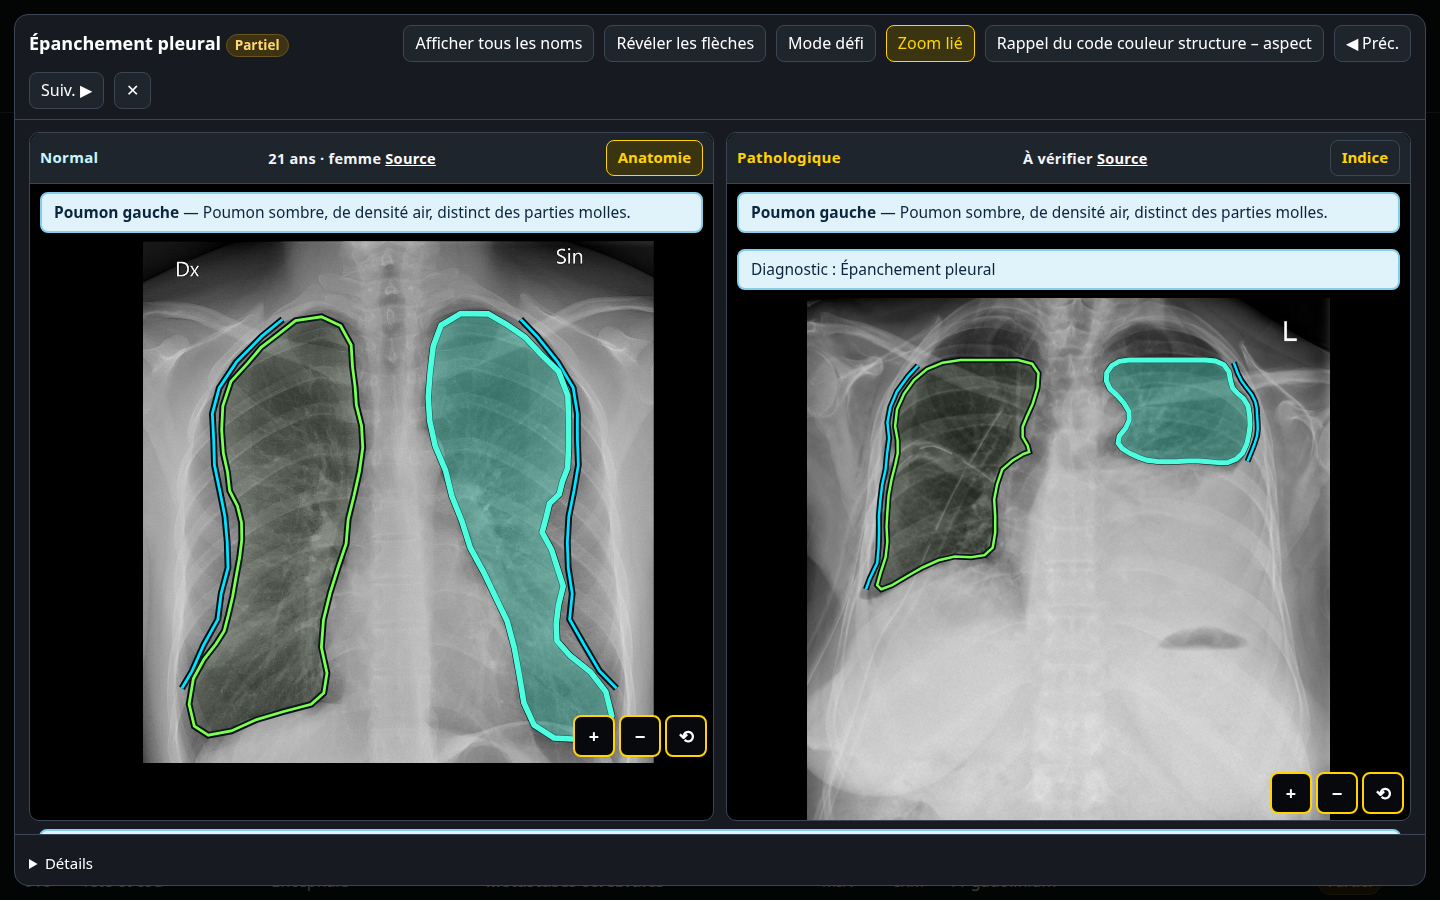 Épanchement pleural Partiel Afficher tous les noms Révéler les flèches Mode défi Zoom lié Rappel du code couleur structure – aspect ◀ Préc.
Suiv. ▶ ✕
Normal 21 ans · femme Source Anatomie
Poumon gauche — Poumon sombre, de densité air, distinct des parties molles.
Dx Sin
+ − ⟲
Pathologique À vérifier Source Indice
Poumon gauche — Poumon sombre, de densité air, distinct des parties molles.
Diagnostic : Épanchement pleural
L
+ − ⟲
▶ Détails